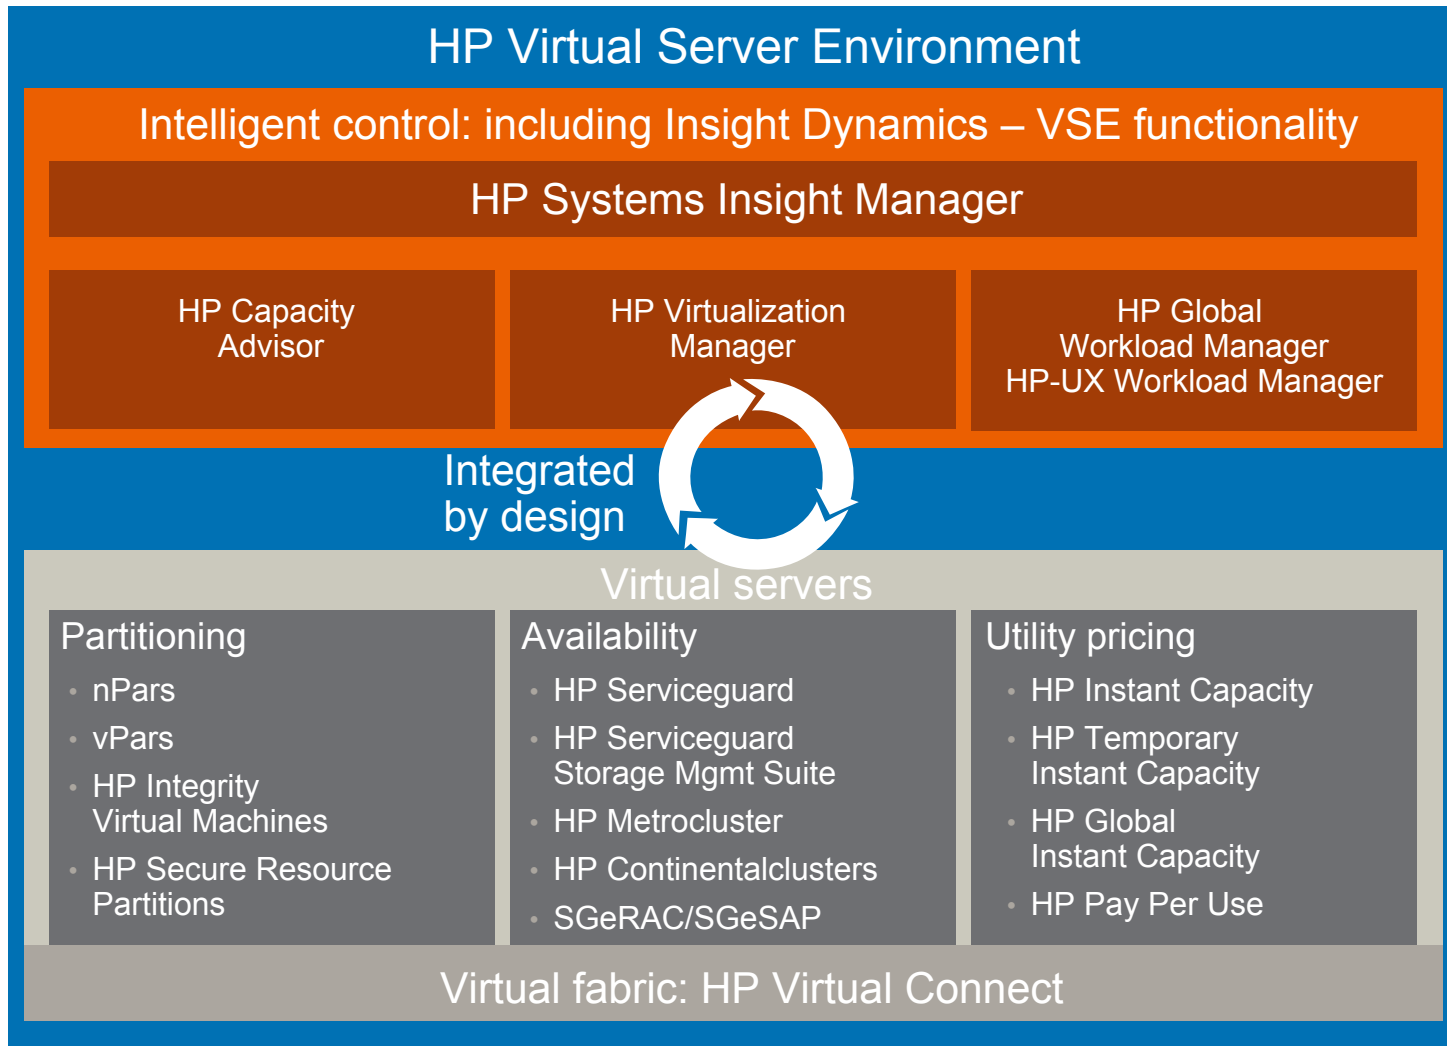 HP Virtual Server Environment
Intelligent control: including Insight Dynamics – VSE functionality
HP Systems Insight Manager
HP Capacity
Advisor
HP Virtualization
Manager
HP Global
Workload Manager
HP-UX Workload Manager
Integrated
by design
Virtual servers
Partitioning
• nPars
• vPars
• HP Integrity
Virtual Machines
• HP Secure Resource
Partitions
Availability
• HP Serviceguard
• HP Serviceguard
Storage Mgmt Suite
• HP Metrocluster
• HP Continentalclusters
• SGeRAC/SGeSAP
Utility pricing
• HP Instant Capacity
• HP Temporary
Instant Capacity
• HP Global
Instant Capacity
• HP Pay Per Use
Virtual fabric: HP Virtual Connect